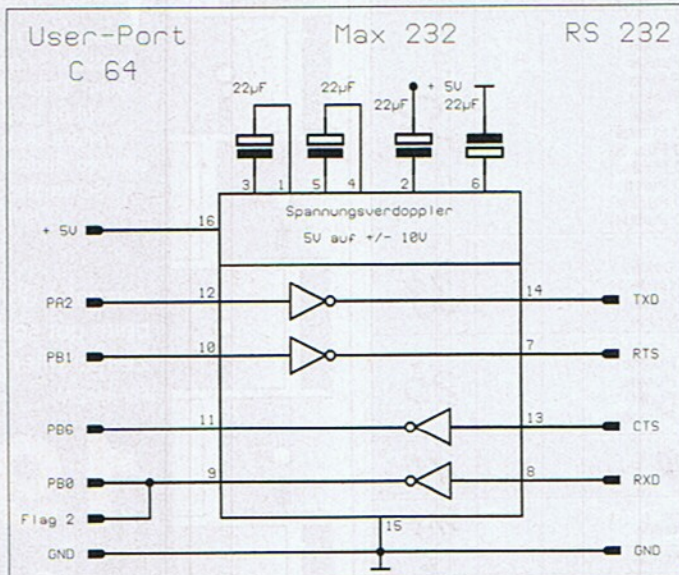 User-Port Max 232 RS 232
C 64
22µF 22µF 22µF + 5V 22µF
3 1 5 4 2 6
Spannungsverdoppler
5V auf +/- 10V
+ 5V 16
PA2 12 14 TXD
PB1 10 7 RTS
PB6 11 13 CTS
PB0 9 8 RXD
Flag 2
15
GND GND